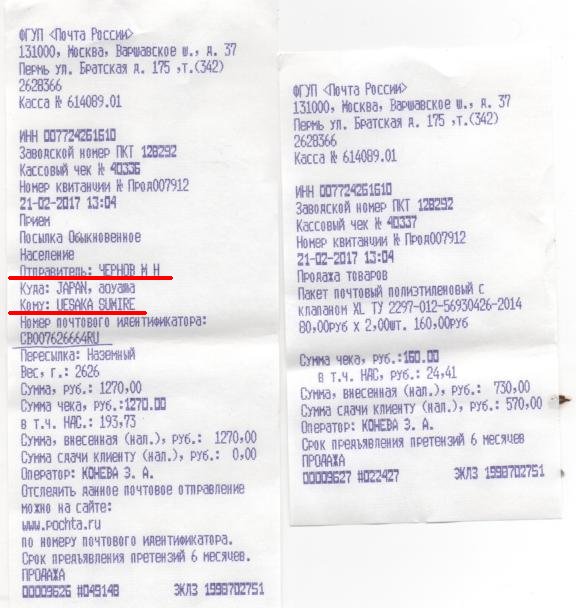 ФГУП <Почта России>
131000, Москва, Варшавское ш., д. 37
Пермь ул. Братская д. 175 ,т.(342)
2628366
Касса № 614089.01
ИНН 007724261610
Заводской номер ПКТ 128292
Кассовый чек № 40336
Номер квитанции № Прод007912
21-02-2017 13:04
Прием
Посылка Обыкновенное
Население
Отправитель: ЧЕРНОВ М Н
Куда: JAPAN, аоуама
Кому: UESAKA SUMIRE
Номер почтового идентификатора:
CB007626664RU
Пересылка: Наземный
Вес, г.: 2626
Сумма, руб.: 1270,00
Сумма чека, руб.:1270.00
в т.ч. НАС.: 193,73
Сумма, внесенная (нал.), руб.: 1270,00
Сумма сдачи клиенту (нал.), руб.: 0,00
Оператор: КОНЕВА З. А.
Отследить данное почтовое отправление
можно на сайте:
www.pochta.ru
по номеру почтового идентификатора.
Срок предъявления претензий 6 месяцев.
ПРОДАЖА
00009626 #049148 ЭКЛЗ 1998702751
ФГУП <Почта России>
131000, Москва, Варшавское ш., д. 37
Пермь ул. Братская д. 175 ,т.(342)
2628366
Касса № 614089.01
ИНН 007724261610
Заводской номер ПКТ 128292
Кассовый чек № 40337
Номер квитанции № Прод007912
21-02-2017 13:04
Продажа товаров
Пакет почтовый полиэтиленовый с
клапаном XL ТУ 2297-012-56930426-2014
80,00руб х 2,00шт. 160,00руб
Сумма чека, руб.:160.00
в т.ч. НАС, руб.: 24,41
Сумма, внесенная (нал.), руб.: 730,00
Сумма сдачи клиенту (нал.), руб.: 570,00
Оператор: КОНЕВА З. А.
Срок предъявления претензий 6 месяцев
ПРОДАЖА
00009627 #022427 ЭКЛЗ 1998702751